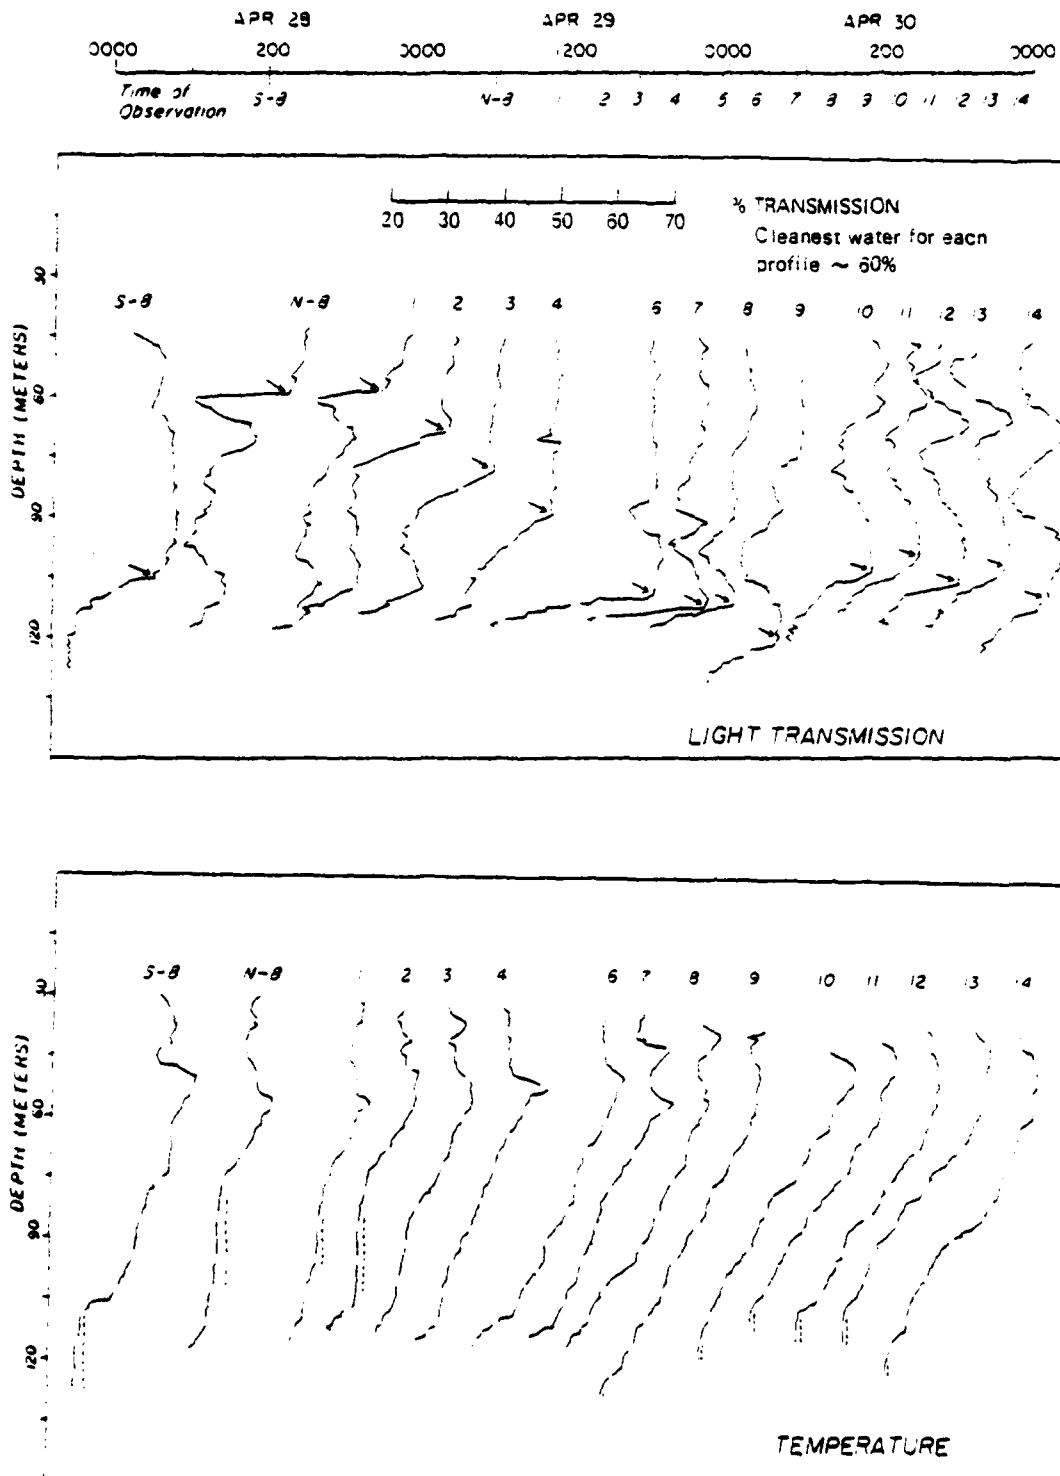 APR 28 APR 29 APR 30
0000 200 0000 1200 0000 200 0000
Time of Observation S-8 N-8 1 2 3 4 5 6 7 8 9 10 11 12 13 14
20 30 40 50 60 70
% TRANSMISSION
Cleanest water for each
profile ~ 60%
DEPTH (METERS)
30
60
90
120
S-8 N-8 1 2 3 4 6 7 8 9 10 11 12 13 14
LIGHT TRANSMISSION
DEPTH (METERS)
30
60
90
120
S-8 N-8 1 2 3 4 6 7 8 9 10 11 12 13 14
TEMPERATURE